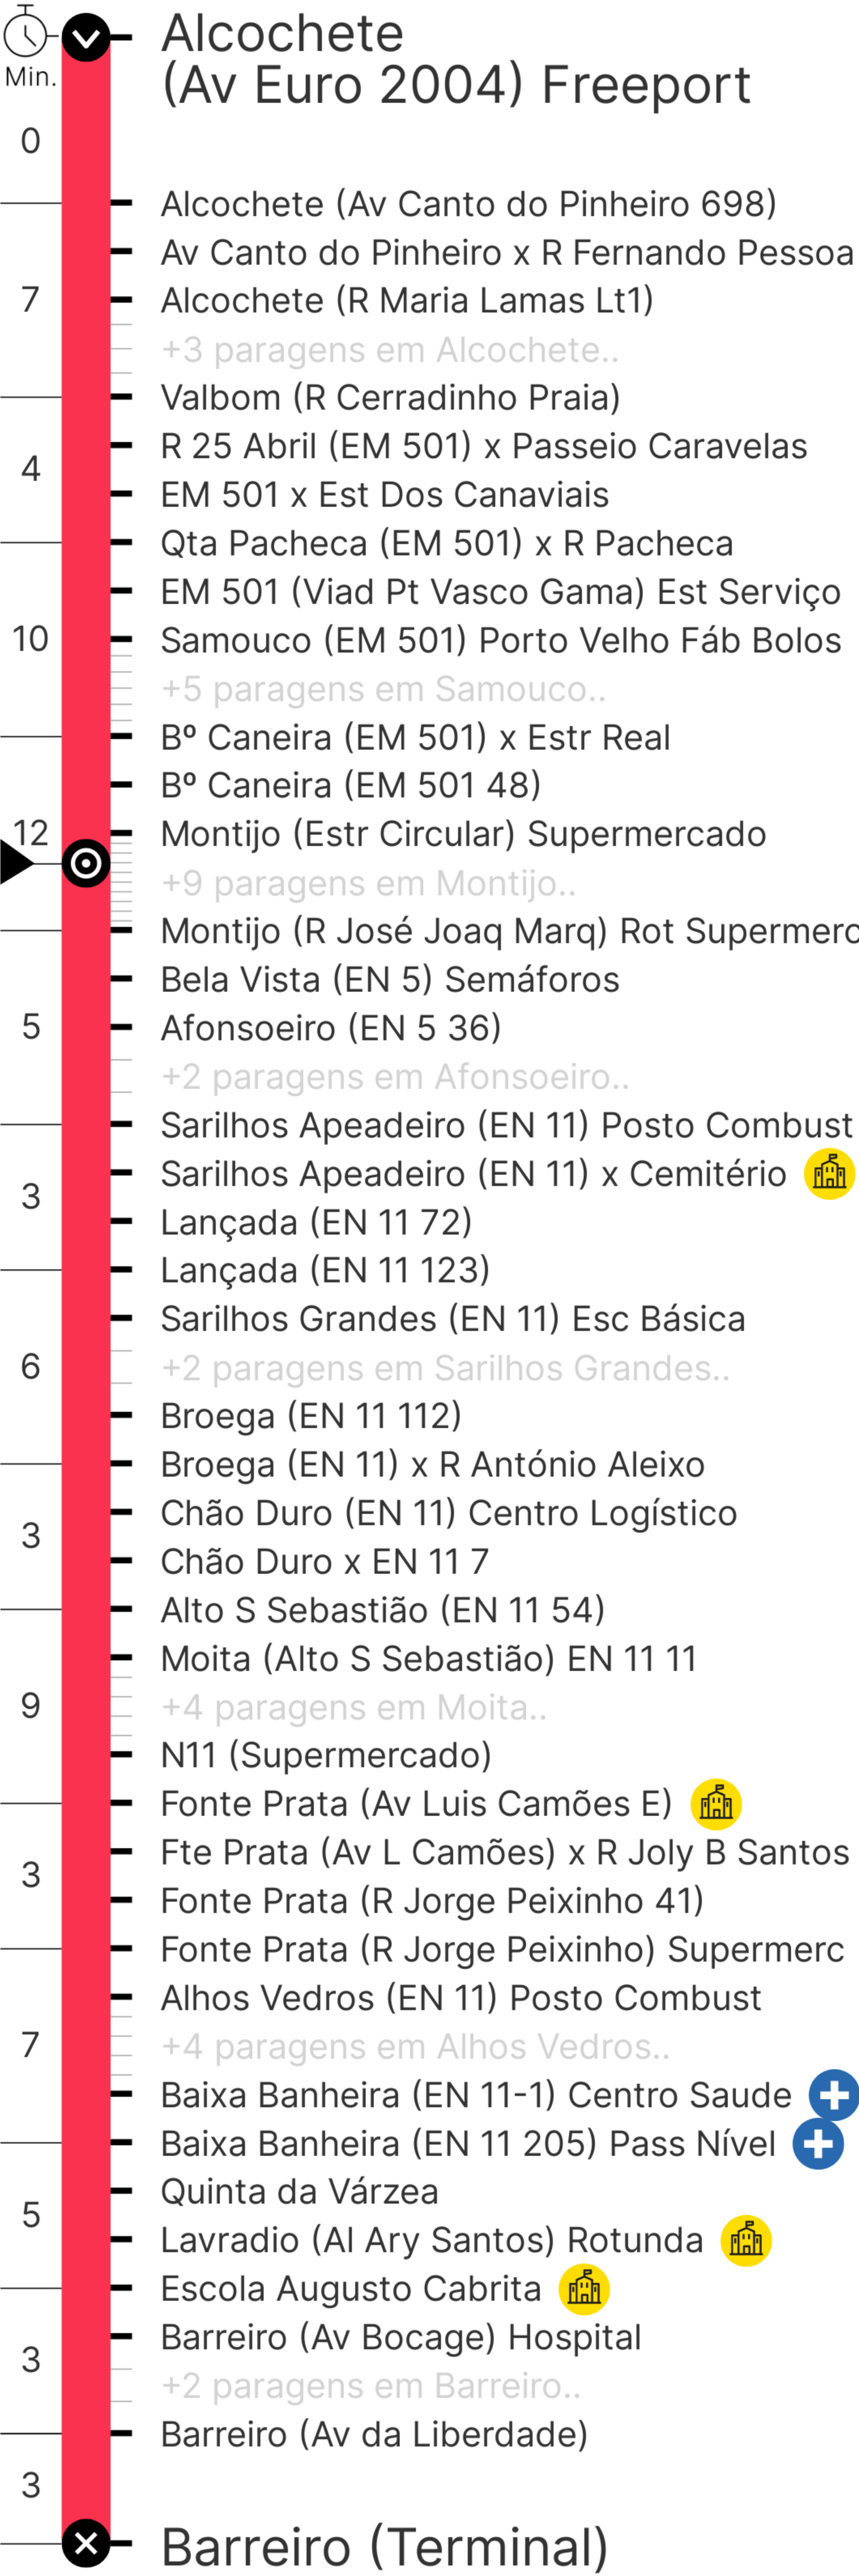 Min.
Alcochete
(Av Euro 2004) Freeport
0
Alcochete (Av Canto do Pinheiro 698)
Av Canto do Pinheiro x R Fernando Pessoa
7
Alcochete (R Maria Lamas Lt1)
+3 paragens em Alcochete..
Valbom (R Cerradinho Praia)
R 25 Abril (EM 501) x Passeio Caravelas
4
EM 501 x Est Dos Canaviais
Qta Pacheca (EM 501) x R Pacheca
EM 501 (Viad Pt Vasco Gama) Est Serviço
10
Samouco (EM 501) Porto Velho Fáb Bolos
+5 paragens em Samouco..
Bº Caneira (EM 501) x Estr Real
Bº Caneira (EM 501 48)
12
Montijo (Estr Circular) Supermercado
+9 paragens em Montijo..
Montijo (R José Joaq Marq) Rot Supermerc
Bela Vista (EN 5) Semáforos
5
Afonsoeiro (EN 5 36)
+2 paragens em Afonsoeiro..
Sarilhos Apeadeiro (EN 11) Posto Combust
Sarilhos Apeadeiro (EN 11) x Cemitério
3
Lançada (EN 11 72)
Lançada (EN 11 123)
Sarilhos Grandes (EN 11) Esc Básica
6
+2 paragens em Sarilhos Grandes..
Broega (EN 11 112)
Broega (EN 11) x R António Aleixo
Chão Duro (EN 11) Centro Logístico
3
Chão Duro x EN 11 7
Alto S Sebastião (EN 11 54)
Moita (Alto S Sebastião) EN 11 11
9
+4 paragens em Moita..
N11 (Supermercado)
Fonte Prata (Av Luis Camões E)
Fte Prata (Av L Camões) x R Joly B Santos
3
Fonte Prata (R Jorge Peixinho 41)
Fonte Prata (R Jorge Peixinho) Supermerc
Alhos Vedros (EN 11) Posto Combust
7
+4 paragens em Alhos Vedros..
Baixa Banheira (EN 11-1) Centro Saude
Baixa Banheira (EN 11 205) Pass Nível
Quinta da Várzea
5
Lavradio (Al Ary Santos) Rotunda
Escola Augusto Cabrita
Barreiro (Av Bocage) Hospital
3
+2 paragens em Barreiro..
Barreiro (Av da Liberdade)
3
Barreiro (Terminal)